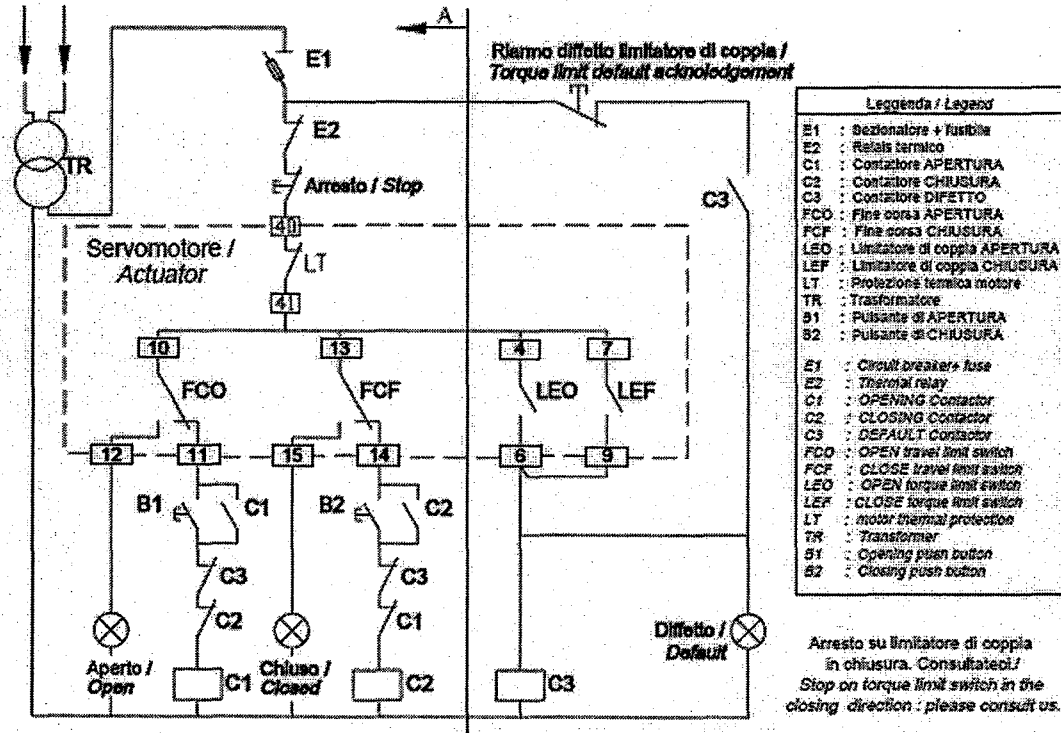 A
E1
Riarmo diffetto limitatore di coppia /
Torque limit default acknoledgement
E2
TR
Arresto / Stop
C3
40
Servomotore /
Actuator
LT
41
10
13
4
7
FCO
FCF
LEO
LEF
12
11
15
14
6
9
B1
C1
B2
C2
C3
C3
C2
C1
Aperto /
Open
C1
Chiuso /
Closed
C2
C3
Diffetto /
Default
Leggenda / Legend
E1 : Sezionatore + fusibile
E2 : Relais termico
C1 : Contattore APERTURA
C2 : Contattore CHIUSURA
C3 : Contattore DIFETTO
FCO : Fine corsa APERTURA
FCF : Fine corsa CHIUSURA
LEO : Limitatore di coppia APERTURA
LEF : Limitatore di coppia CHIUSURA
LT : Protezione termica motore
TR : Trasformatore
B1 : Pulsante di APERTURA
B2 : Pulsante di CHIUSURA
E1 : Circuit breaker+ fuse
E2 : Thermal relay
C1 : OPENING Contactor
C2 : CLOSING Contactor
C3 : DEFAULT Contactor
FCO : OPEN travel limit switch
FCF : CLOSE travel limit switch
LEO : OPEN torque limit switch
LEF : CLOSE torque limit switch
LT : motor thermal protection
TR : Transformer
B1 : Opening push button
B2 : Closing push button
Arresto su limitatore di coppia
in chiusura. Consultateci /
Stop on torque limit switch in the
closing direction : please consult us.